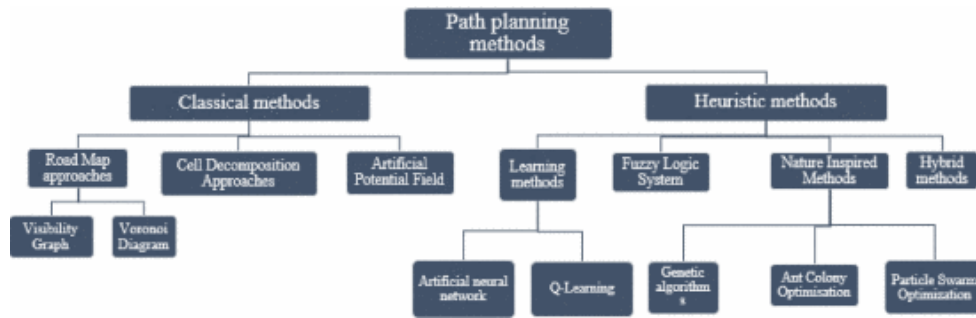 Path planning
methods
Classical methods
Heuristic methods
Road Map
approaches
Cell Decomposition
Approaches
Artificial
Potential Field
Learning
methods
Fuzzy Logic
System
Nature Inspired
Methods
Hybrid
methods
Visibility
Graph
Voronoi
Diagram
Artificial neural
network
Q-Learning
Genetic
algorithm
s
Ant Colony
Optimisation
Particle Swarm
Optimization